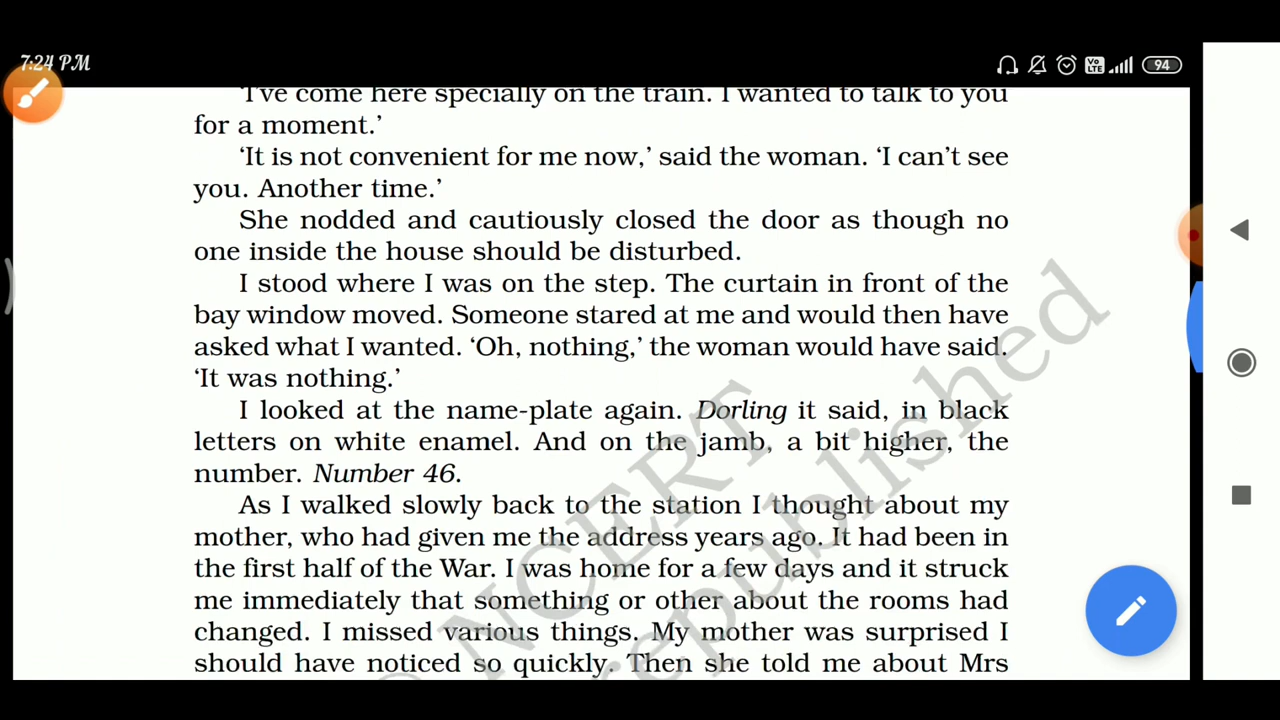 7:24 PM
Vo LTE 94
'I've come here specially on the train. I wanted to talk to you
for a moment.'
'It is not convenient for me now,' said the woman. 'I can't see
you. Another time.'
She nodded and cautiously closed the door as though no
one inside the house should be disturbed.
I stood where I was on the step. The curtain in front of the
bay window moved. Someone stared at me and would then have
asked what I wanted. 'Oh, nothing,' the woman would have said.
'It was nothing.'
I looked at the name-plate again. Dorling it said, in black
letters on white enamel. And on the jamb, a bit higher, the
number. Number 46.
As I walked slowly back to the station I thought about my
mother, who had given me the address years ago. It had been in
the first half of the War. I was home for a few days and it struck
me immediately that something or other about the rooms had
changed. I missed various things. My mother was surprised I
should have noticed so quickly. Then she told me about Mrs
© NCERT
republished